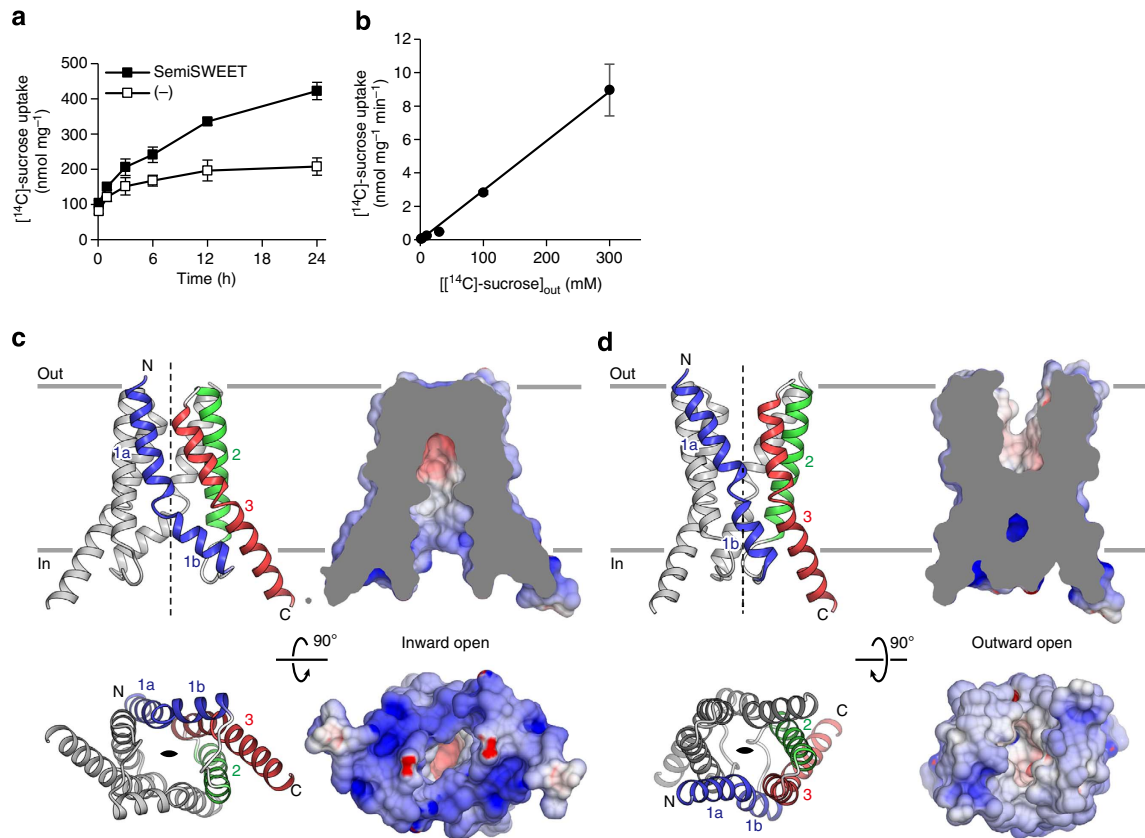 a
[¹⁴C]-sucrose uptake
(nmol mg⁻¹)
500
400
300
200
100
0
SemiSWEET
(−)
0
6
12
18
24
Time (h)
b
[¹⁴C]-sucrose uptake
(nmol mg⁻¹ min⁻¹)
12
10
8
6
4
2
0
0
100
200
300
[[¹⁴C]-sucrose]out (mM)
c
N
Out
1a
2
3
1b
In
C
90°
Inward open
N
1a
1b
3
2
C
d
N
Out
1a
2
3
1b
In
C
90°
Outward open
C
2
3
N
1a
1b